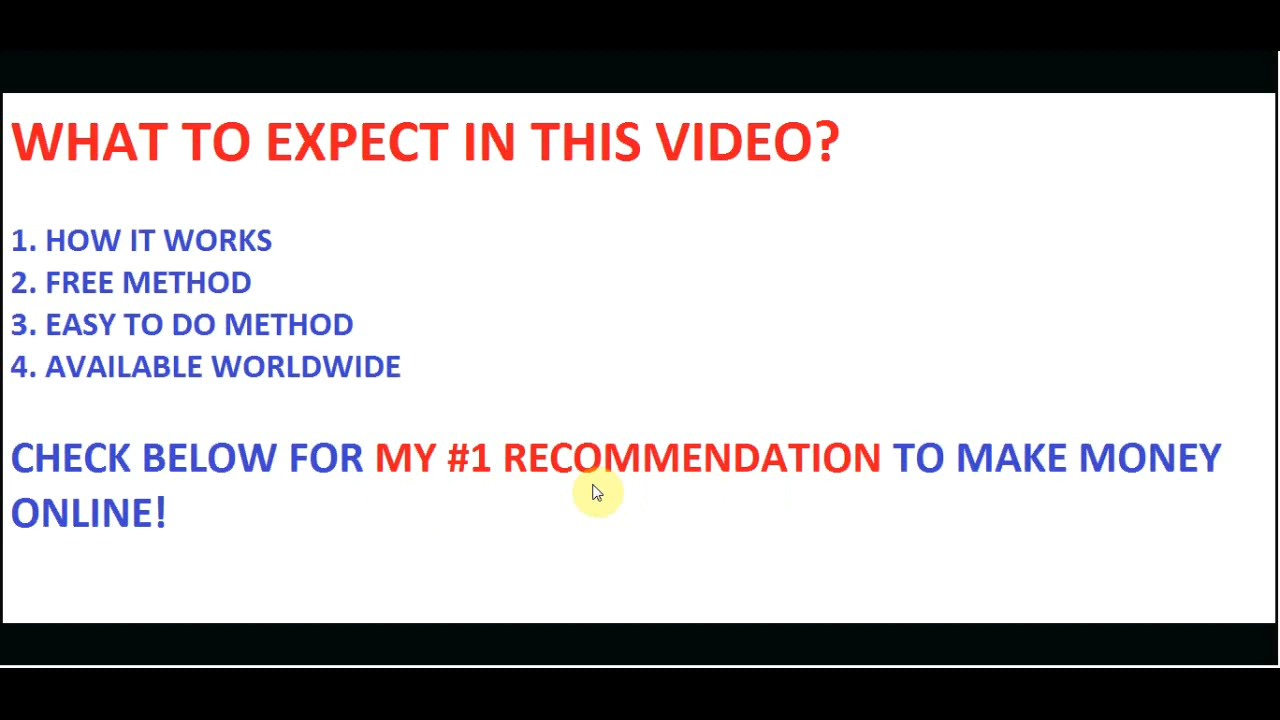 WHAT TO EXPECT IN THIS VIDEO?
1. HOW IT WORKS
2. FREE METHOD
3. EASY TO DO METHOD
4. AVAILABLE WORLDWIDE
CHECK BELOW FOR MY #1 RECOMMENDATION TO MAKE MONEY
ONLINE!